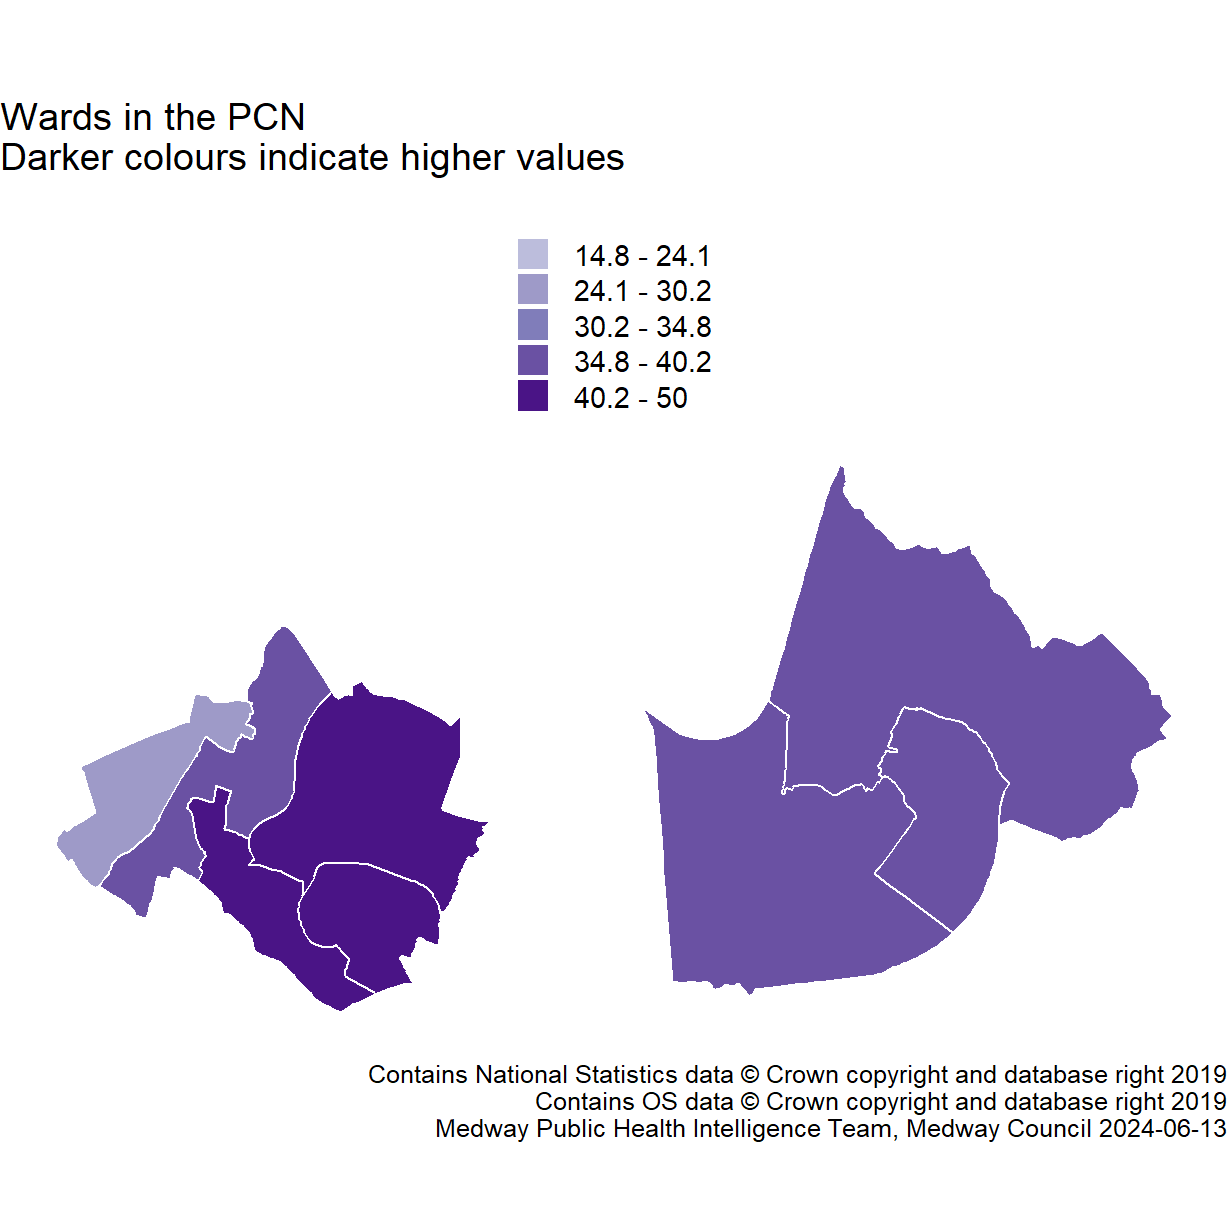 Wards in the PCN
Darker colours indicate higher values
14.8 - 24.1
24.1 - 30.2
30.2 - 34.8
34.8 - 40.2
40.2 - 50
Contains National Statistics data © Crown copyright and database right 2019
Contains OS data © Crown copyright and database right 2019
Medway Public Health Intelligence Team, Medway Council 2024-06-13